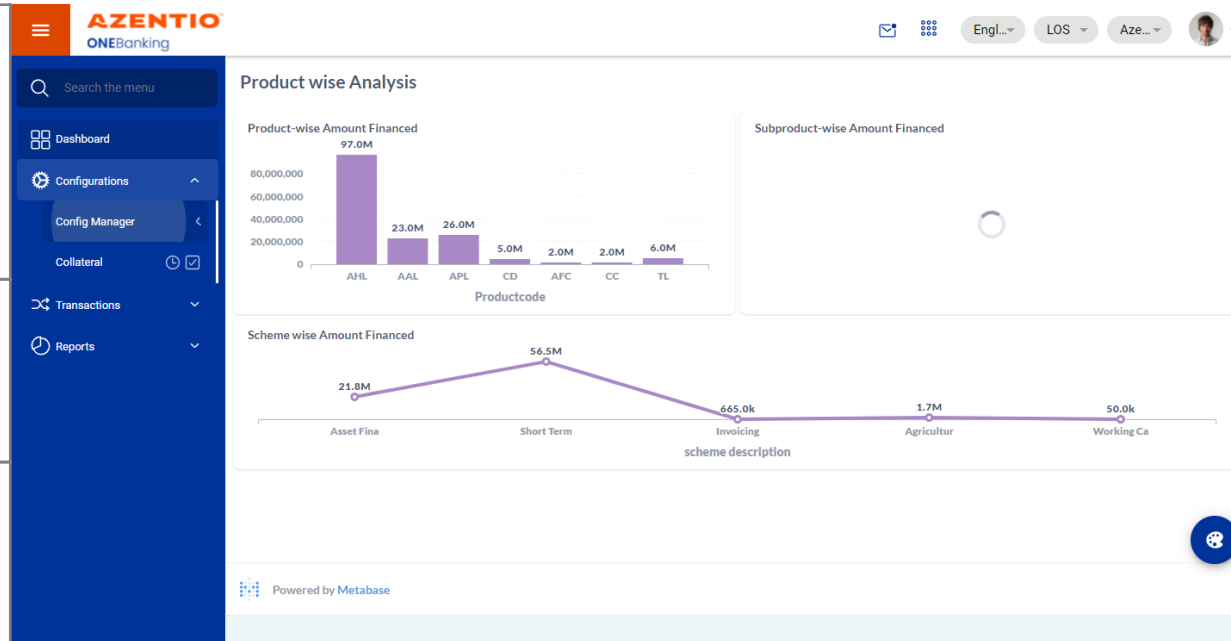 AZENTIO
ONEBanking
Engl...
LOS
Aze...
Search the menu
Dashboard
Configurations
Config Manager
Collateral
Transactions
Reports
Product wise Analysis
Product-wise Amount Financed
97.0M
80,000,000
60,000,000
40,000,000
20,000,000
0
23.0M
26.0M
5.0M
2.0M
2.0M
6.0M
AHL AAL APL CD AFC CC TL
Productcode
Subproduct-wise Amount Financed
Scheme wise Amount Financed
56.5M
21.8M
665.0k
1.7M
50.0k
Asset Fina Short Term Invoicing Agricultur Working Ca
scheme description
Powered by Metabase